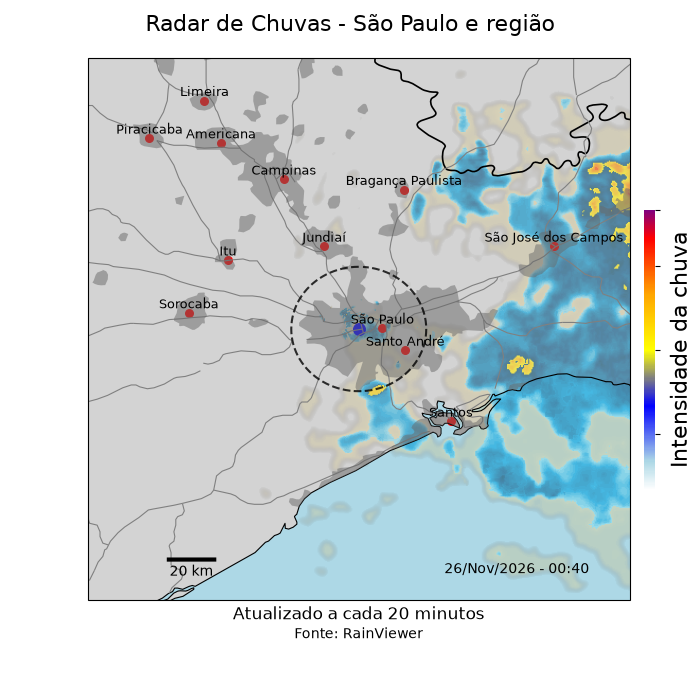 Radar de Chuvas - São Paulo e região
Limeira
Piracicaba
Americana
Campinas
Bragança Paulista
Jundiaí
São José dos Campos
Itu
Sorocaba
São Paulo
Santo André
Santos
Intensidade da chuva
20 km
26/Nov/2026 - 00:40
Atualizado a cada 20 minutos
Fonte: RainViewer